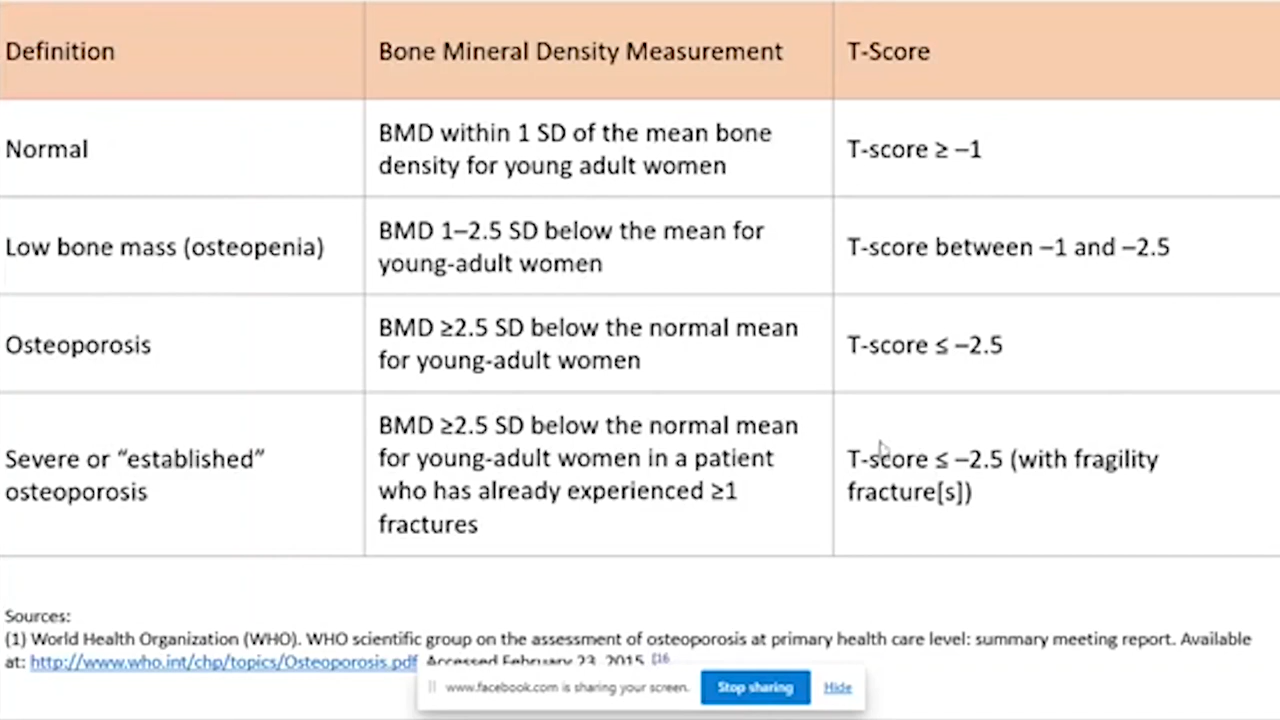 Definition
Bone Mineral Density Measurement
T-Score
Normal
BMD within 1 SD of the mean bone
density for young adult women
T-score ≥ –1
Low bone mass (osteopenia)
BMD 1–2.5 SD below the mean for
young-adult women
T-score between –1 and –2.5
Osteoporosis
BMD ≥2.5 SD below the normal mean
for young-adult women
T-score ≤ –2.5
Severe or “established”
osteoporosis
BMD ≥2.5 SD below the normal mean
for young-adult women in a patient
who has already experienced ≥1
fractures
T-score ≤ –2.5 (with fragility
fracture[s])
Sources:
(1) World Health Organization (WHO). WHO scientific group on the assessment of osteoporosis at primary health care level: summary meeting report. Available
at: http://www.who.int/chp/topics/Osteoporosis.pdf Accessed February 23, 2015. [16
www.facebook.com is sharing your screen.
Stop sharing
Hide